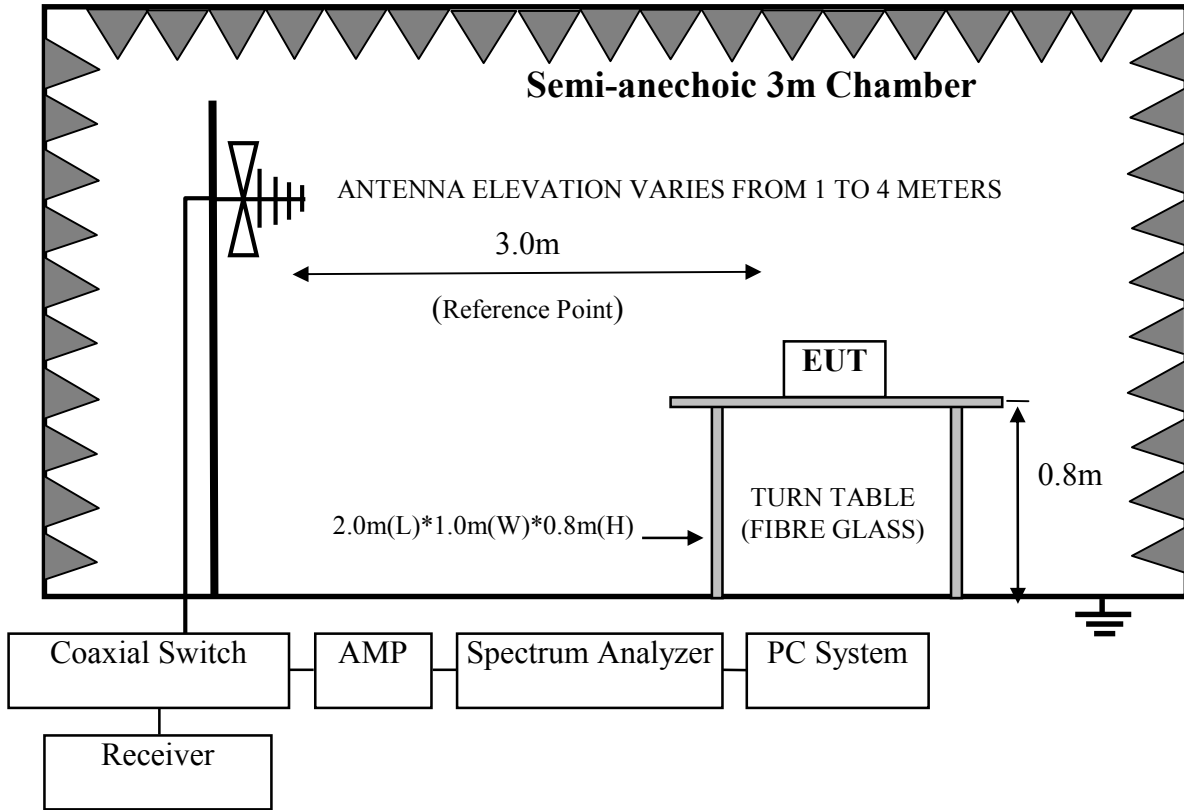 Semi-anechoic 3m Chamber
ANTENNA ELEVATION VARIES FROM 1 TO 4 METERS
3.0m
(Reference Point)
EUT
0.8m
TURN TABLE
(FIBRE GLASS)
2.0m(L)*1.0m(W)*0.8m(H)
Coaxial Switch
AMP
Spectrum Analyzer
PC System
Receiver